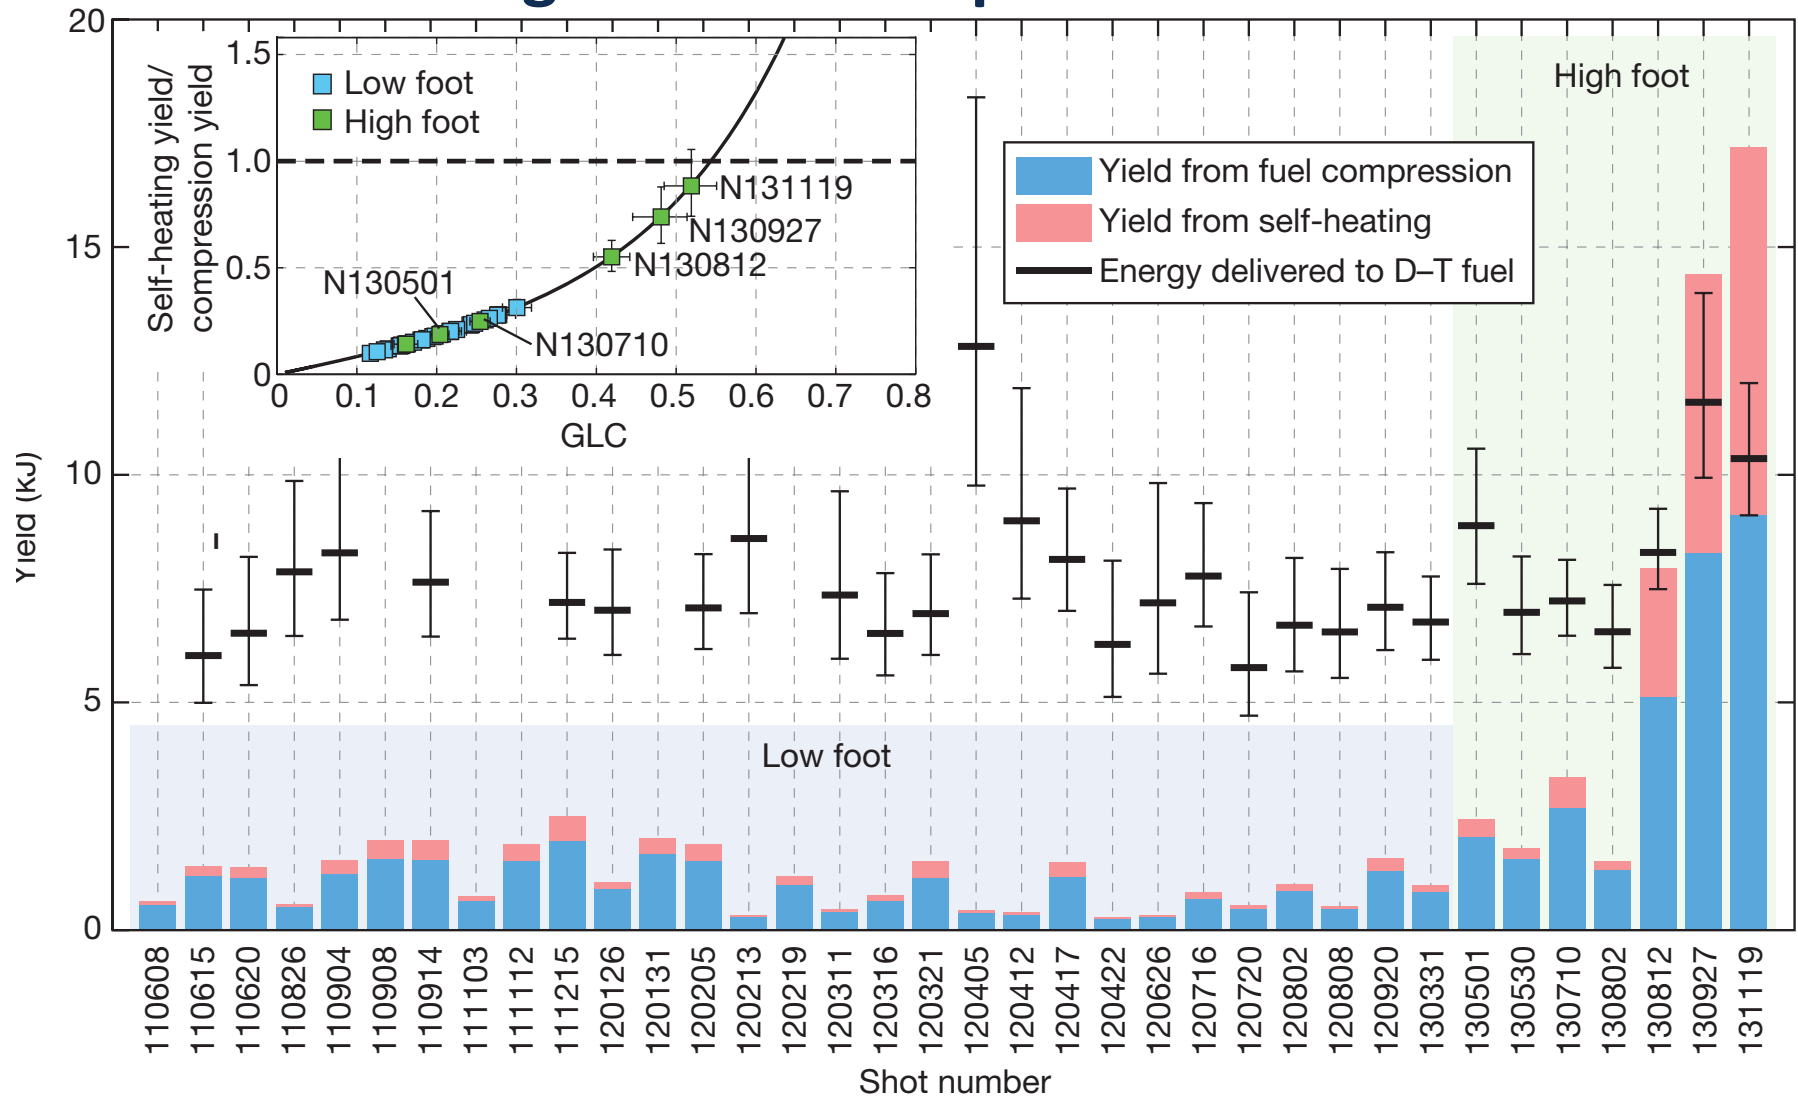 20
15
10
5
0
Yield (KJ)
Self-heating yield/
compression yield
1.5
1.0
0.5
0
Low foot
High foot
N131119
N130927
N130812
N130501
N130710
0 0.1 0.2 0.3 0.4 0.5 0.6 0.7 0.8
GLC
High foot
Yield from fuel compression
Yield from self-heating
Energy delivered to D–T fuel
Low foot
110608
110615
110620
110826
110904
110908
110914
111103
111112
111215
120126
120131
120205
120213
120219
120311
120316
120321
120405
120412
120417
120422
120626
120716
120720
120802
120808
120920
130331
130501
130530
130710
130802
130812
130927
131119
Shot number